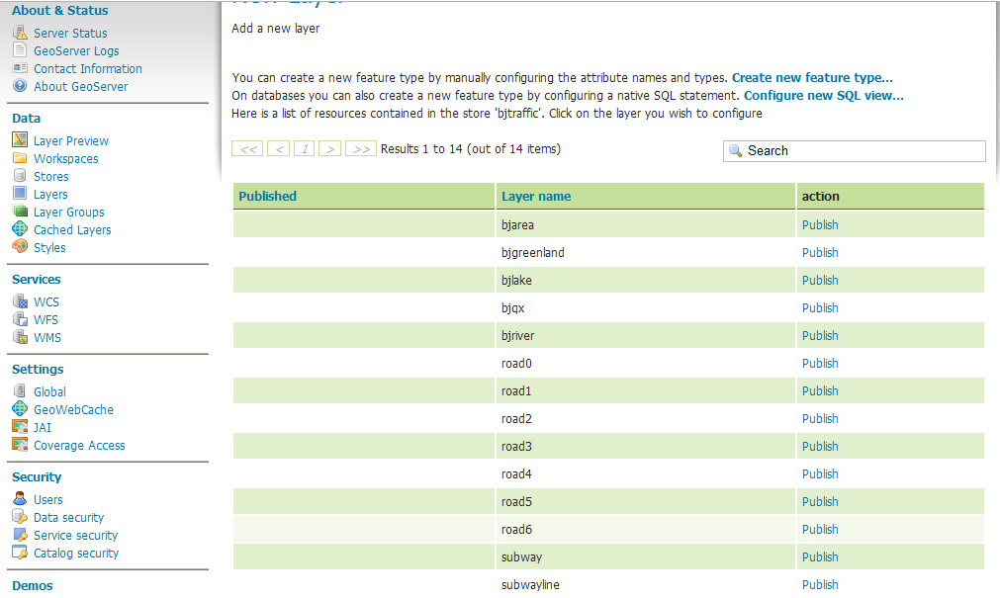 About & Status
Server Status
GeoServer Logs
Contact Information
About GeoServer
Data
Layer Preview
Workspaces
Stores
Layers
Layer Groups
Cached Layers
Styles
Services
WCS
WFS
WMS
Settings
Global
GeoWebCache
JAI
Coverage Access
Security
Users
Data security
Service security
Catalog security
Demos
New Layer
Add a new layer
You can create a new feature type by manually configuring the attribute names and types. Create new feature type...
On databases you can also create a new feature type by configuring a native SQL statement. Configure new SQL view...
Here is a list of resources contained in the store 'bjtraffic'. Click on the layer you wish to configure
<< < 1 > >> Results 1 to 14 (out of 14 items) Search
Published Layer name action
bjarea Publish
bjgreenland Publish
bjlake Publish
bjqx Publish
bjriver Publish
road0 Publish
road1 Publish
road2 Publish
road3 Publish
road4 Publish
road5 Publish
road6 Publish
subway Publish
subwayline Publish